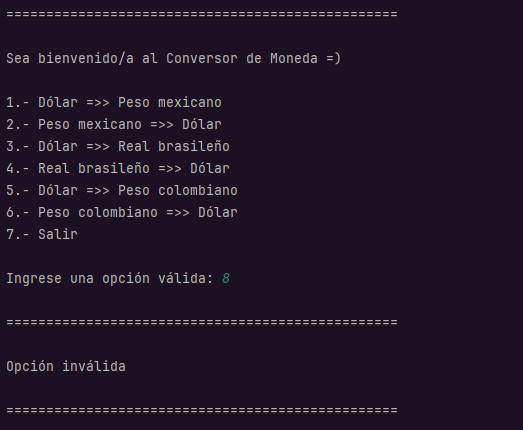 =================================================
Sea bienvenido/a al Conversor de Moneda =)
1.- Dólar =>> Peso mexicano
2.- Peso mexicano =>> Dólar
3.- Dólar =>> Real brasileño
4.- Real brasileño =>> Dólar
5.- Dólar =>> Peso colombiano
6.- Peso colombiano =>> Dólar
7.- Salir
Ingrese una opción válida: 8
=================================================
Opción inválida
=================================================